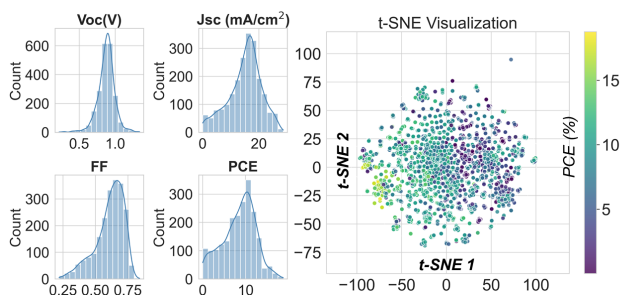 Voc(V)
Count
600
400
200
0
0.5 1.0
Jsc (mA/cm²)
Count
300
200
100
0
0 20
FF
Count
300
200
100
0
0.25 0.50 0.75
PCE
Count
300
200
100
0
0 10
t-SNE Visualization
t-SNE 2
100
75
50
25
0
−25
−50
−75
t-SNE 1
−100 −50 0 50 100
PCE (%)
15
10
5